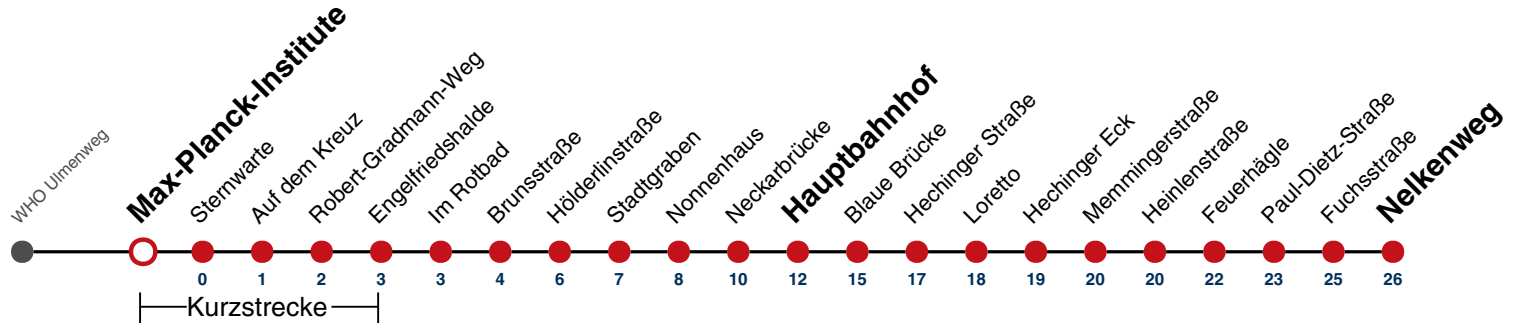 WHO Ulmenweg
Max-Planck-Institute
Sternwarte
Auf dem Kreuz
Robert-Gradmann-Weg
Engelfriedshalde
Im Rotbad
Brunsstraße
Hölderlinstraße
Stadtgraben
Nonnenhaus
Neckarbrücke
Hauptbahnhof
Blaue Brücke
Hechinger Straße
Loretto
Hechinger Eck
Memmingerstraße
Heinlenstraße
Feuerhägle
Paul-Dietz-Straße
Fuchsstraße
Nelkenweg
0 1 2 3 3 4 6 7 8 10 12 15 17 18 19 20 20 22 23 25 26
Kurzstrecke